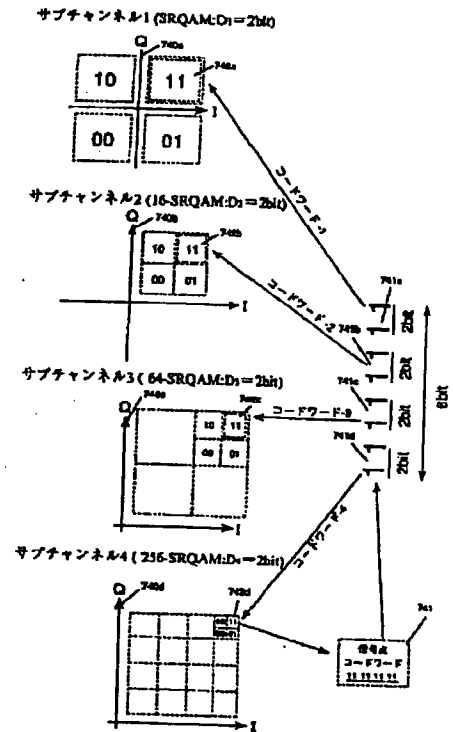 サブチャンネル1 (SRQAM:D₁=2bit)
Q
740a
10
11
I
00
01
コードワード-1
サブチャンネル2 (16-SRQAM:D₂=2bit)
Q
740b
10
11
00
01
I
コードワード-2
741a
2bit
2bit
741c
2bit
741d
2bit
8bit
サブチャンネル3 ( 64-SRQAM:D₃=2bit)
Q
10
11
00
01
I
コードワード-3
サブチャンネル4 ( 256-SRQAM:D₄=2bit)
Q
740d
742d
11
00
01
I
コードワード-4
741
信号点
コードワード
11 11 11 11